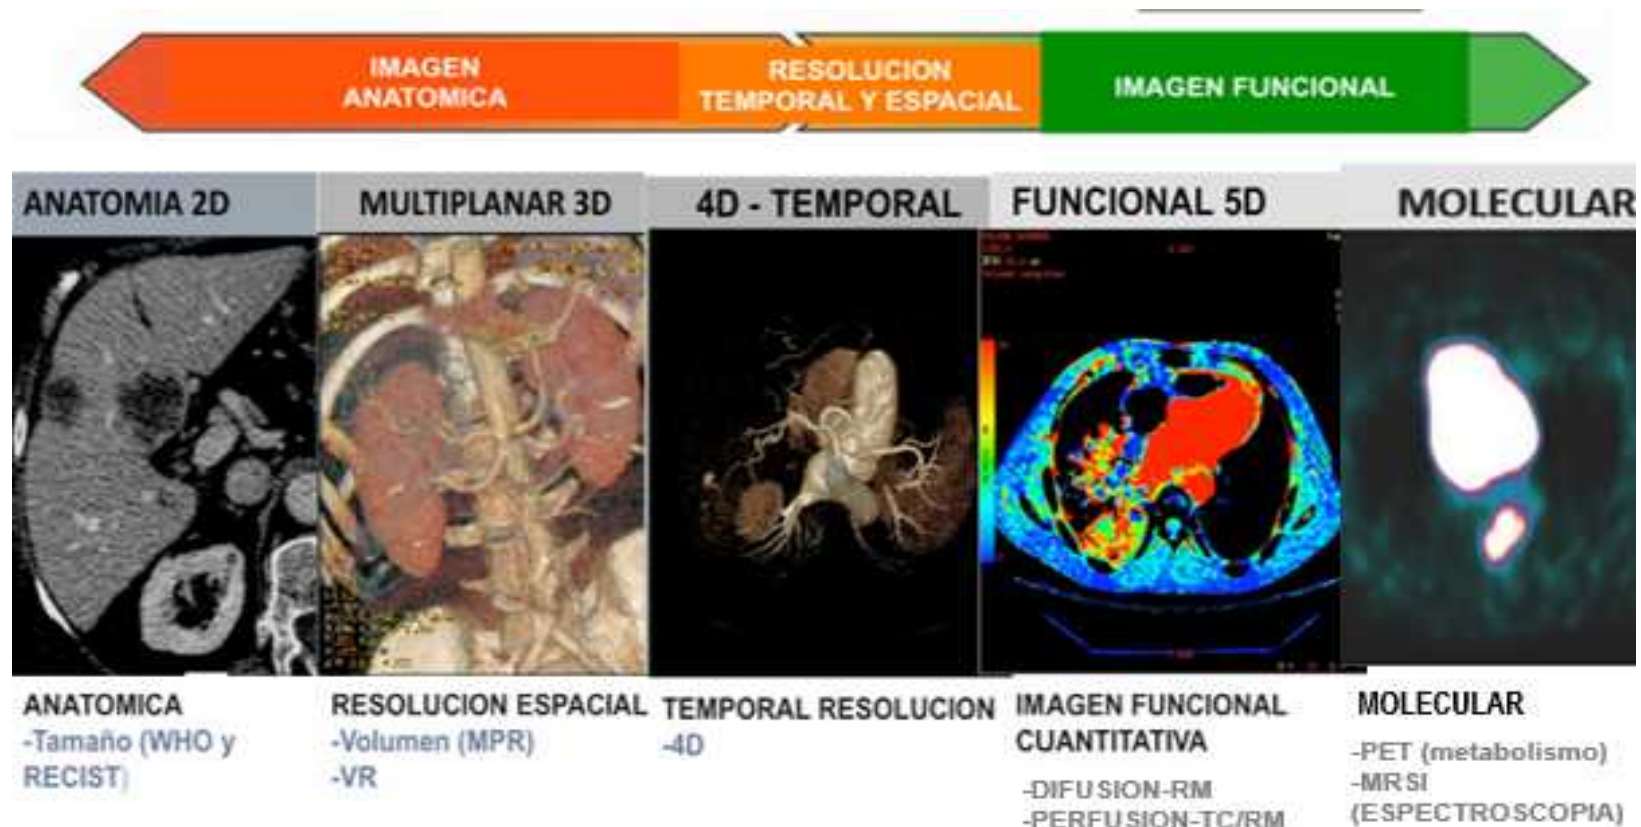 IMAGEN
ANATOMICA
RESOLUCION
TEMPORAL Y ESPACIAL
IMAGEN FUNCIONAL
ANATOMIA 2D
MULTIPLANAR 3D
4D - TEMPORAL
FUNCIONAL 5D
MOLECULAR
ANATOMICA
-Tamaño (WHO y
RECIST)
RESOLUCION ESPACIAL
-Volumen (MPR)
-VR
TEMPORAL RESOLUCION
-4D
IMAGEN FUNCIONAL
CUANTITATIVA
-DIFUSION-RM
-PERFUSION-TC/RM
MOLECULAR
-PET (metabolismo)
-MRSI
(ESPECTROSCOPIA)